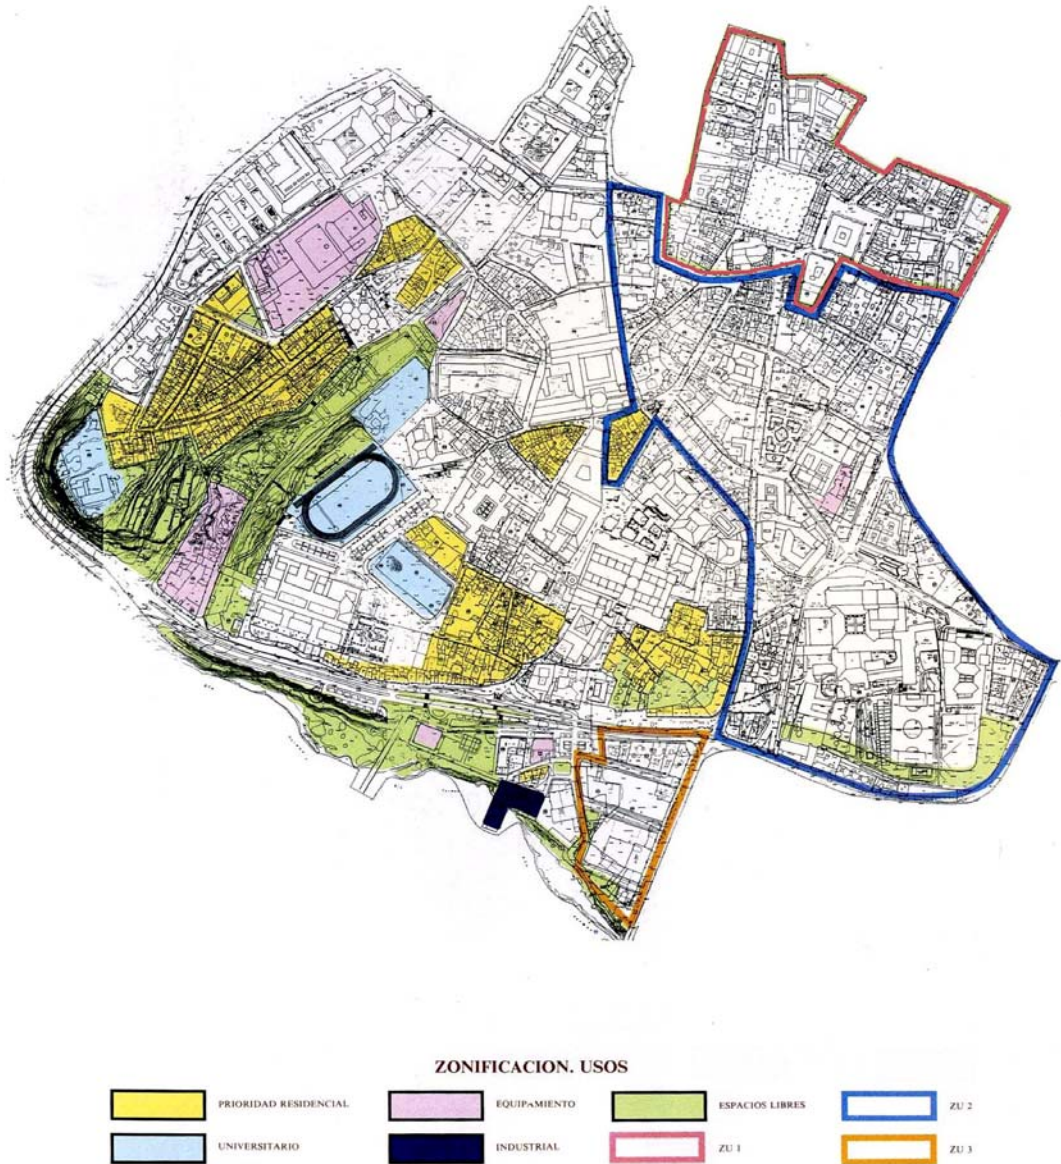 ZONIFICACION. USOS
PRIORIDAD RESIDENCIAL
EQUIPAMIENTO
ESPACIOS LIBRES
ZU 2
UNIVERSITARIO
INDUSTRIAL
ZU 1
ZU 3